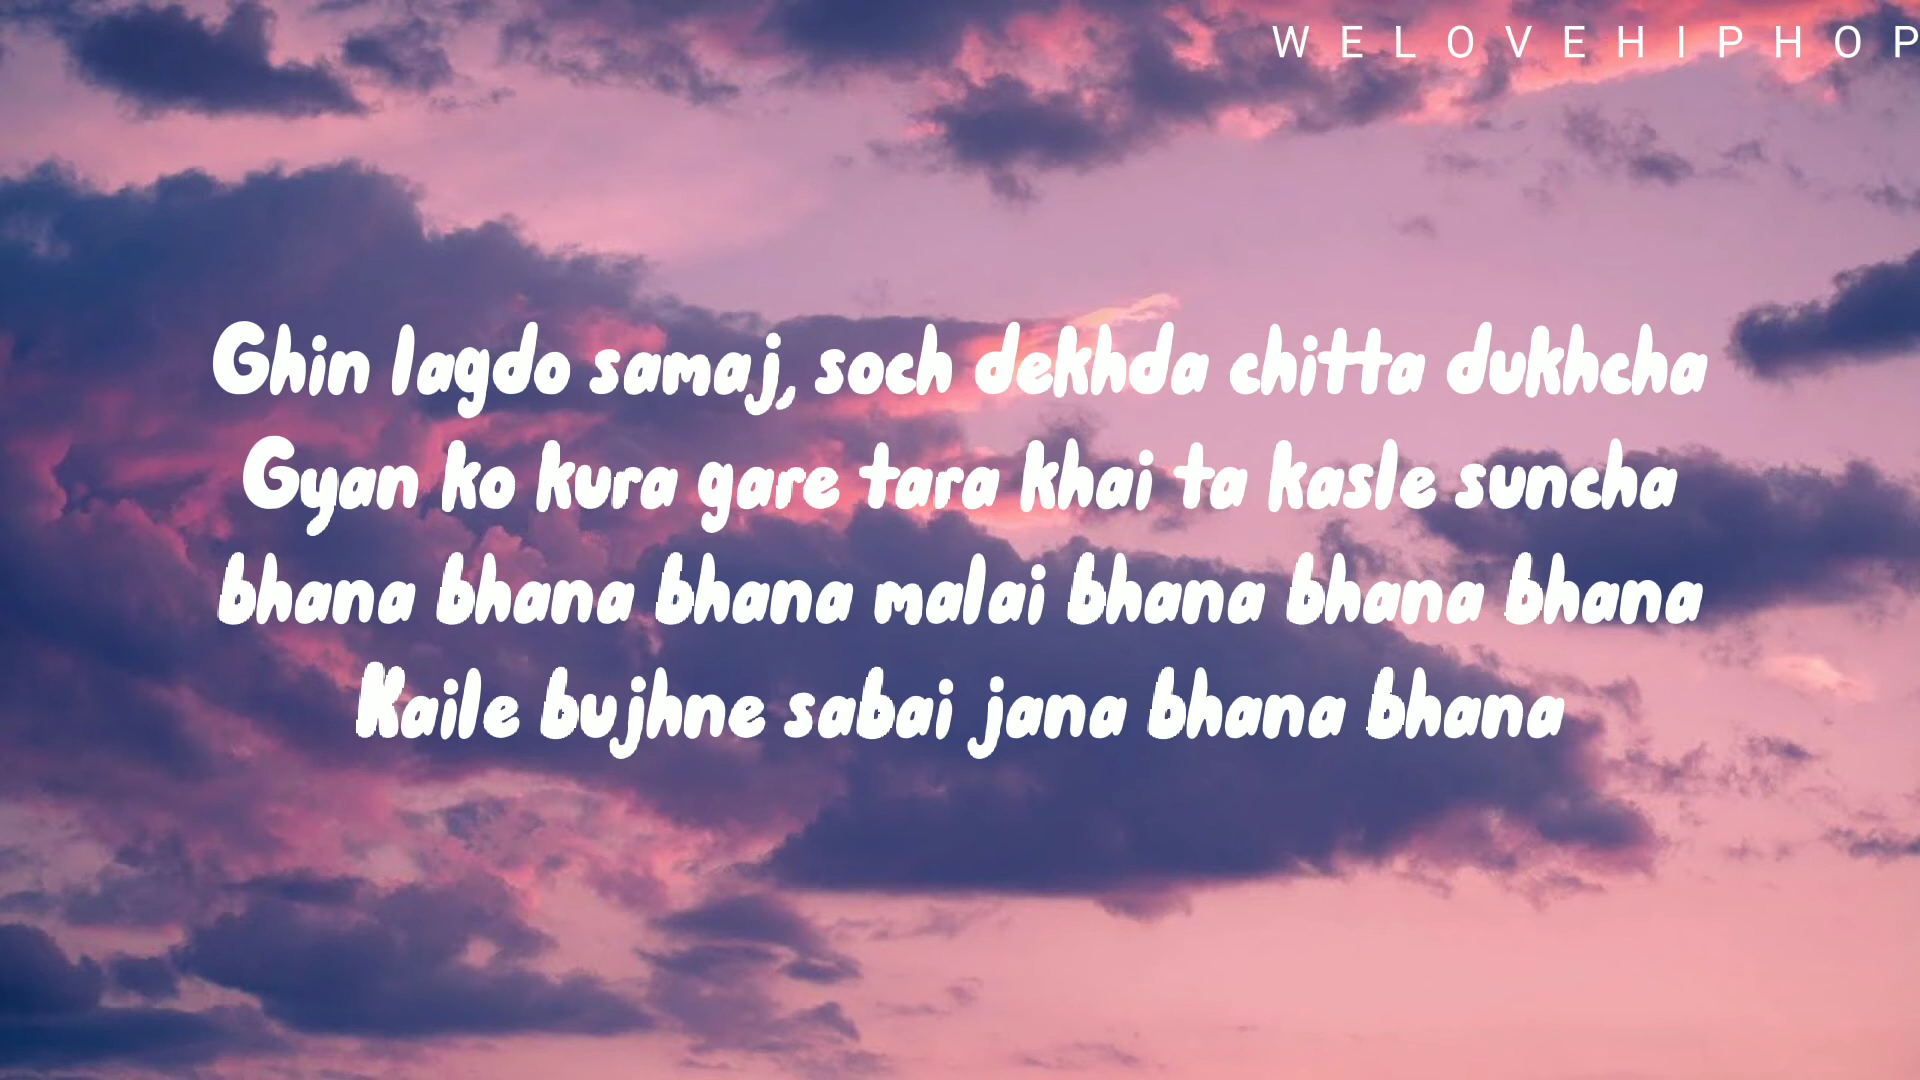 WELOVEHIPHOP
Ghin lagdo samaj, soch dekhda chitta dukhcha
Gyan ko kura gare tara khai ta kasle suncha
bhana bhana bhana malai bhana bhana bhana
Kaile bujhne sabai jana bhana bhana